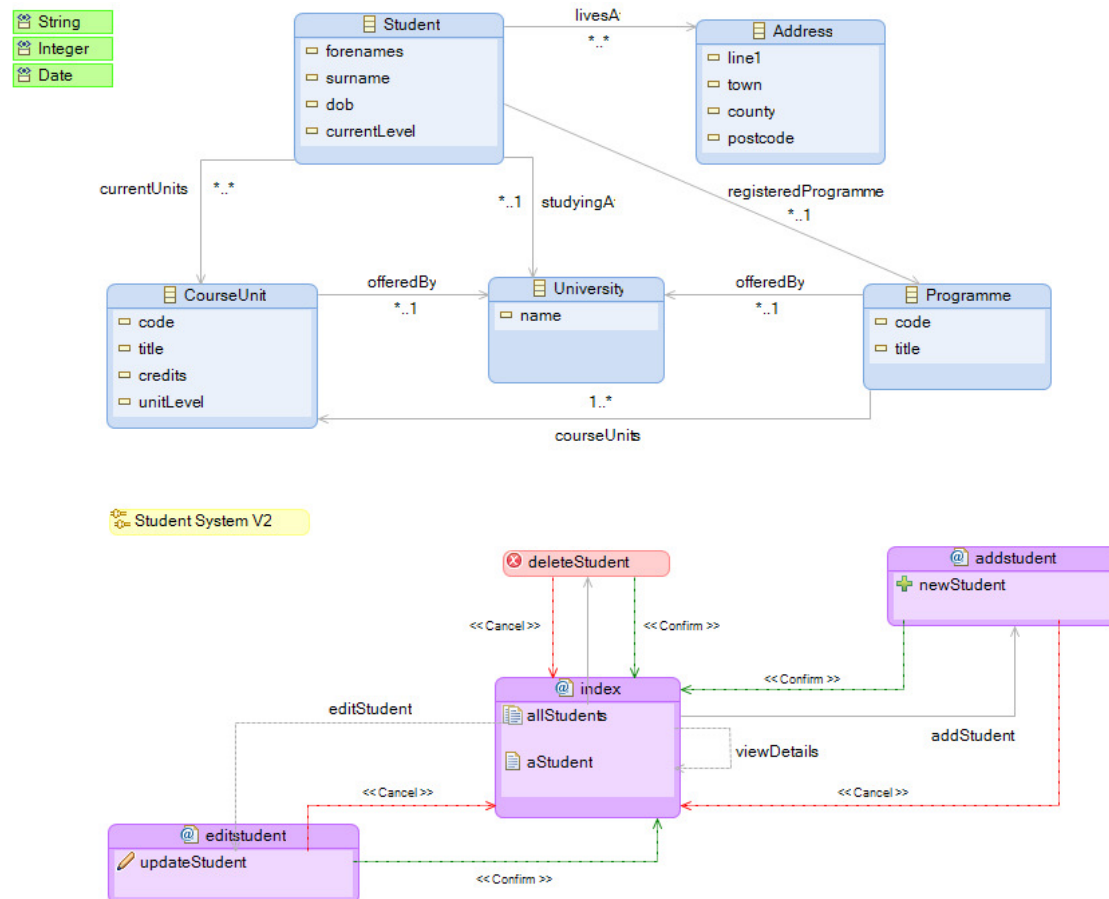 String
Integer
Date
Student
forenames
surname
dob
currentLevel
livesA
*..*
Address
line1
town
county
postcode
currentUnits
*..*
*..1
studyingA
registeredProgramme
*..1
CourseUnit
code
title
credits
unitLevel
offeredBy
*..1
University
name
offeredBy
*..1
Programme
code
title
1..*
courseUnits
Student System V2
deleteStudent
addstudent
newStudent
<<Cancel >>
<<Confirm >>
<<Confirm >>
index
allStudents
aStudent
editStudent
viewDetails
addStudent
<<Cancel >>
<<Cancel >>
editstudent
updateStudent
<<Confirm >>